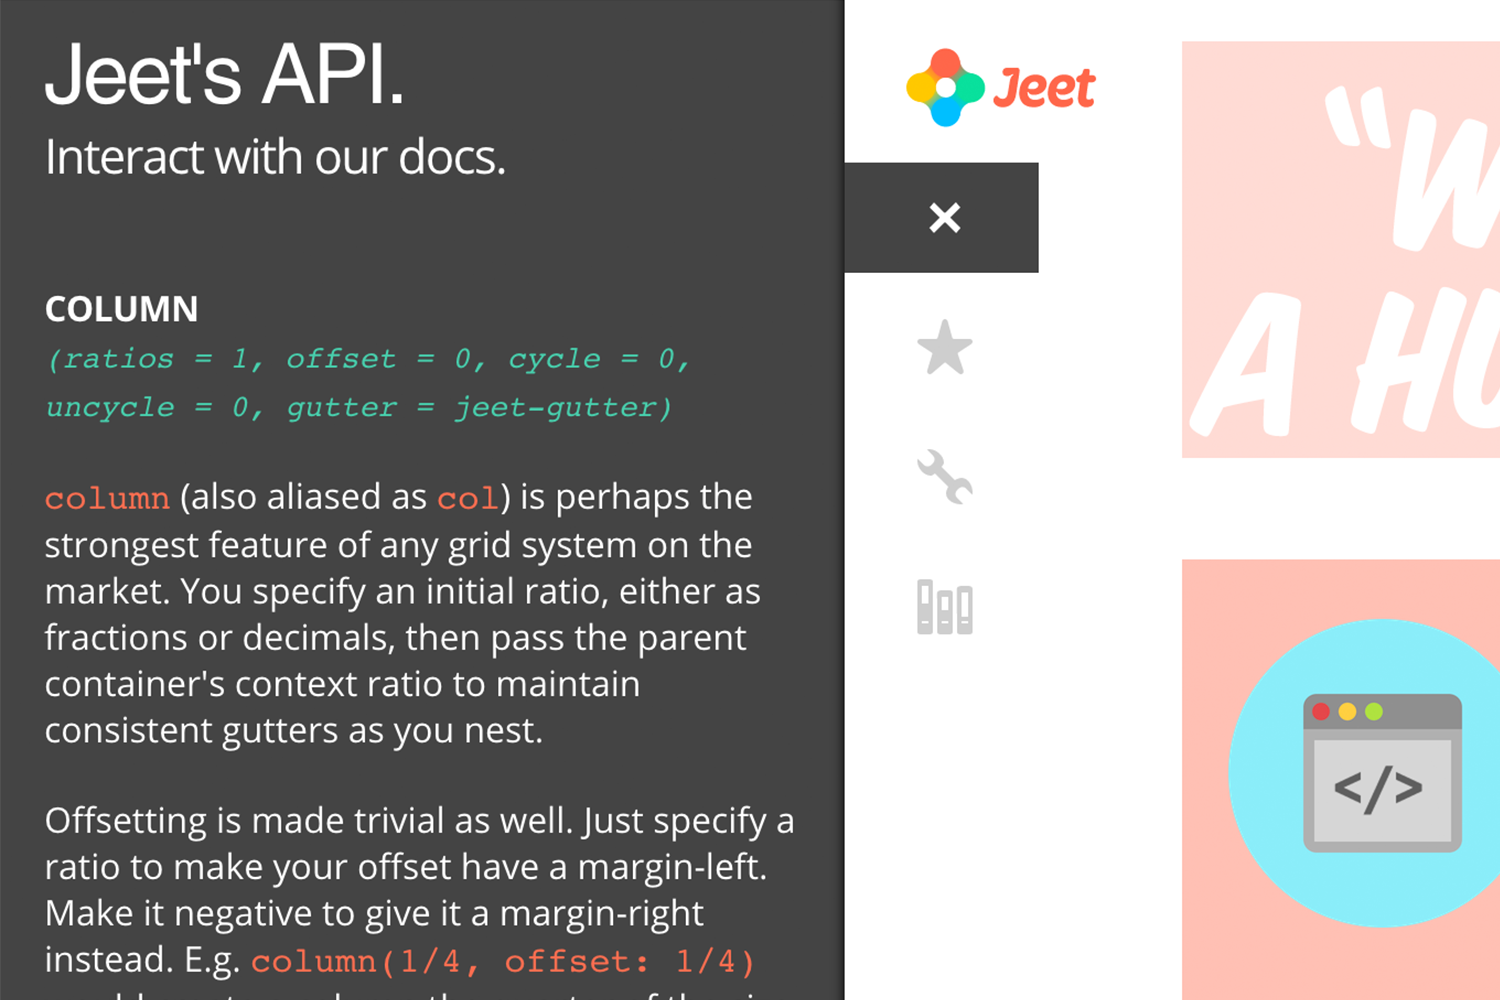 Jeet's API.
Interact with our docs.
COLUMN
(ratios = 1, offset = 0, cycle = 0,
uncycle = 0, gutter = jeet-gutter)
column (also aliased as col) is perhaps the
strongest feature of any grid system on the
market. You specify an initial ratio, either as
fractions or decimals, then pass the parent
container's context ratio to maintain
consistent gutters as you nest.
Offsetting is made trivial as well. Just specify a
ratio to make your offset have a margin-left.
Make it negative to give it a margin-right
instead. E.g. column(1/4, offset: 1/4)
Jeet
“W
A HU
</>